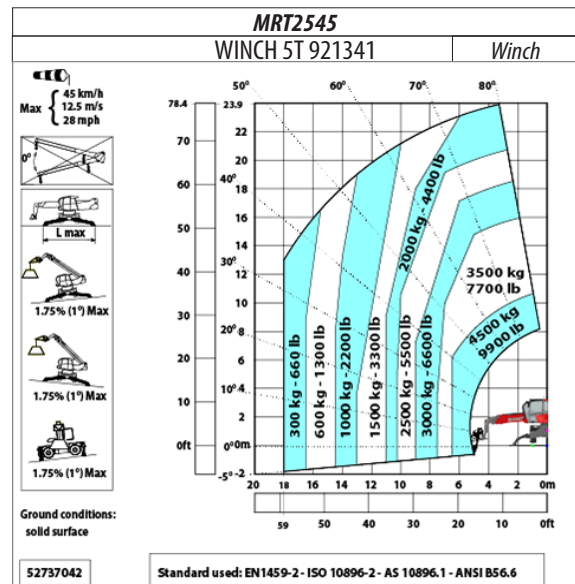 MRT2545
WINCH 5T 921341
Winch
Max
45 km/h
12.5 m/s
28 mph
0°
L max
1.75% (1°) Max
1.75% (1°) Max
1.75% (1°) Max
Ground conditions:
solid surface
52737042
50°
60°
70°
80°
78.4
23.9
22
70
20
60
18
16
40°
50
14
12
30°
40
10
30
8
20°
6
20
4
10°
10
2
0ft
0°
0m
-5°
-2
300 kg - 660 lb
600 kg - 1300 lb
1000 kg - 2200 lb
1500 kg - 3300 lb
2000 kg - 4400 lb
2500 kg - 5500 lb
3000 kg - 6600 lb
3500 kg
7700 lb
4500 kg
9900 lb
20 18 16 14 12 10 8 6 4 2 0m
59 50 40 30 20 10 0ft
Standard used: EN1459-2 - ISO 10896-2 - AS 10896.1 - ANSI B56.6